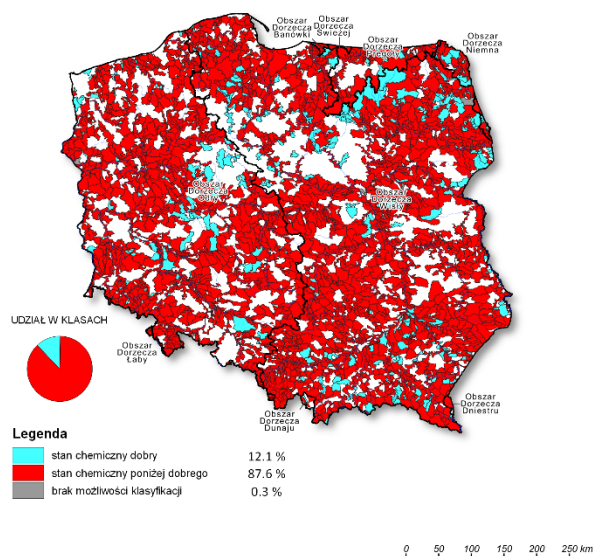 Obszar
Dorzecza
Banówki
Obszar
Dorzecza
Świeżej
Obszar
Dorzecza
Pregoły
Obszar
Dorzecza
Niemna
Obszar
Dorzecza
Odry
Obszar
Dorzecza
Wisły
UDZIAŁ W KLASACH
Obszar
Dorzecza
Łaby
Obszar
Dorzecza
Dunaju
Obszar
Dorzecza
Dniestru
Legenda
stan chemiczny dobry 12.1 %
stan chemiczny poniżej dobrego 87.6 %
brak możliwości klasyfikacji 0.3 %
0 50 100 150 200 250 km